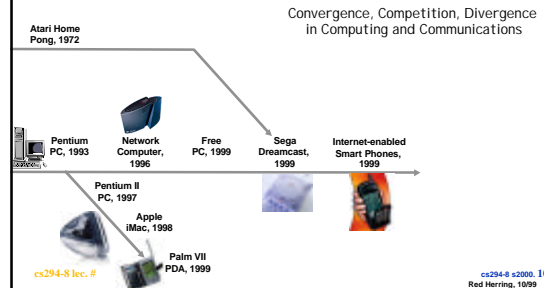 Convergence, Competition, Divergence
in Computing and Communications
Atari Home
Pong, 1972
Pentium
PC, 1993
Network
Computer,
1996
Free
PC, 1999
Sega
Dreamcast,
1999
Internet-enabled
Smart Phones,
1999
Pentium II
PC, 1997
Apple
iMac, 1998
Palm VII
PDA, 1999
cs294-8 lec. #
cs294-8 s2000. 10
Red Herring, 10/99